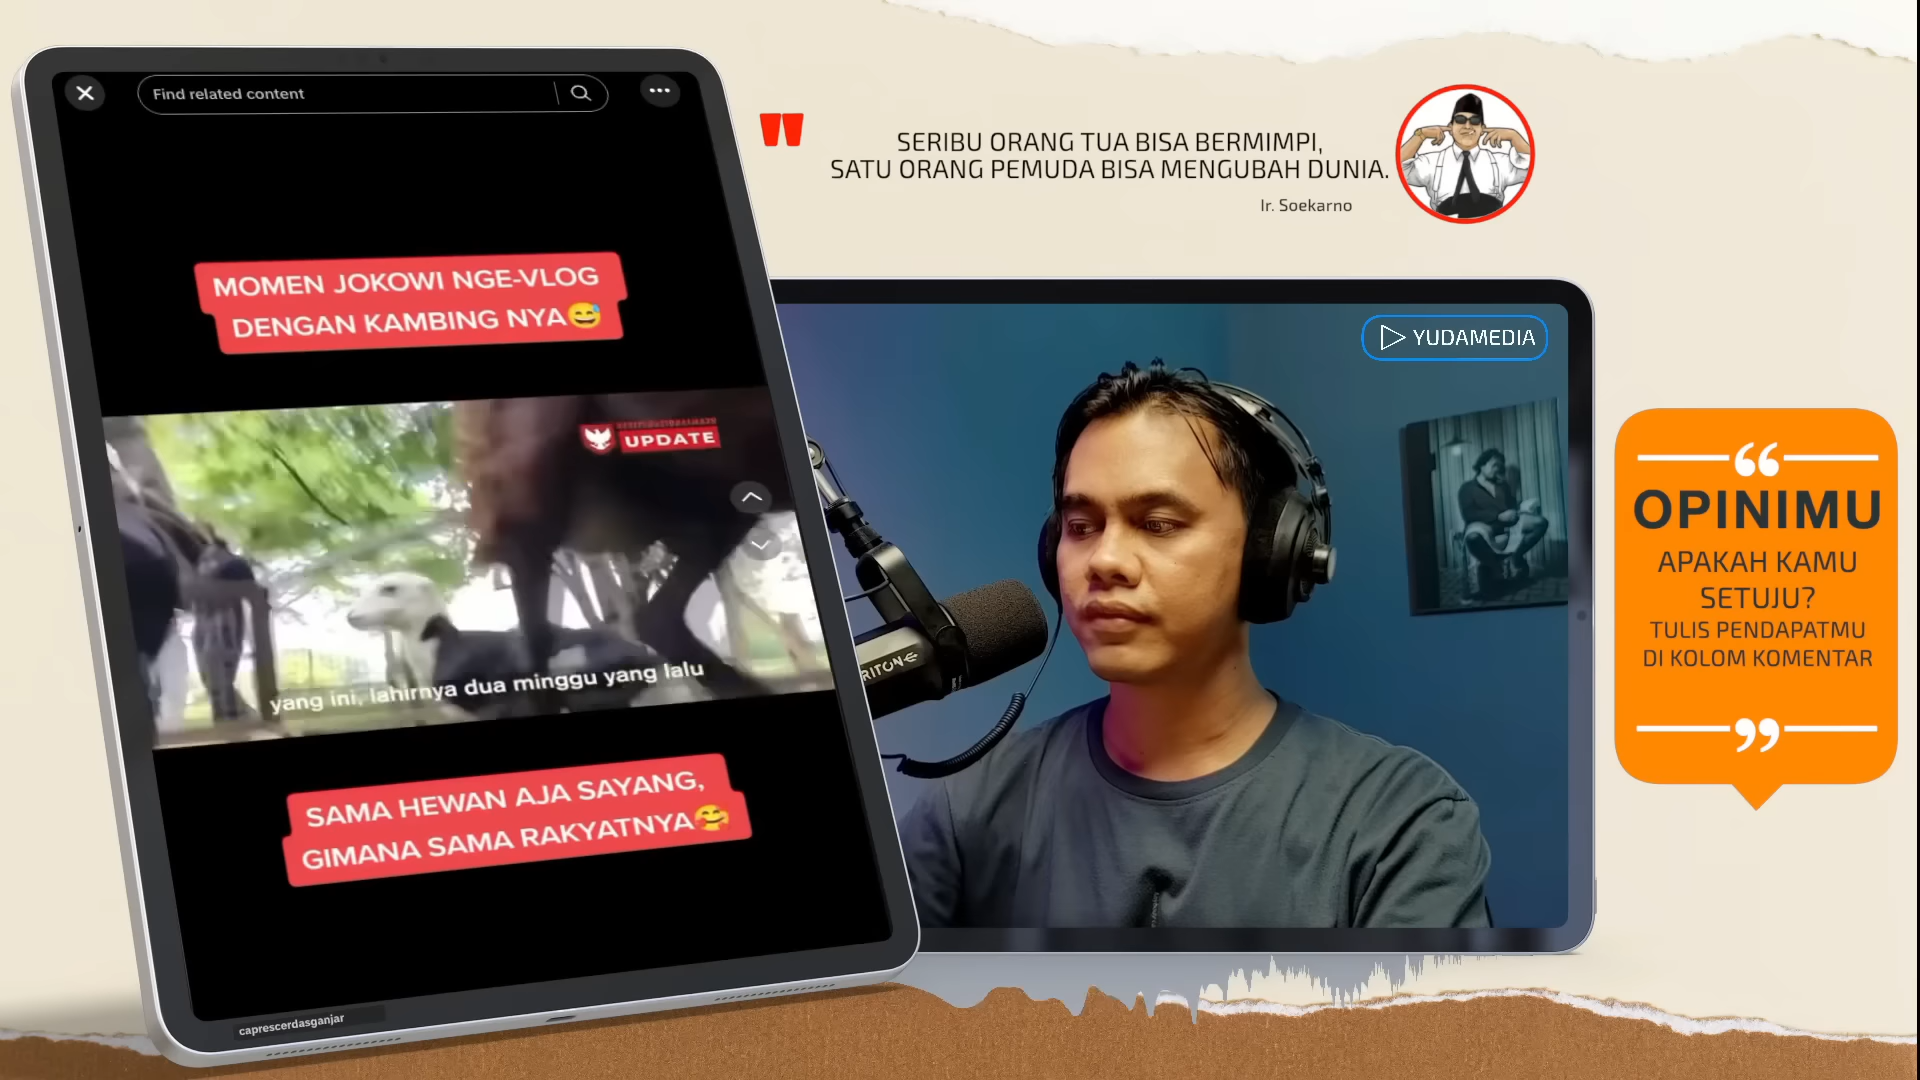 Find related content
MOMEN JOKOWI NGE-VLOG
DENGAN KAMBING NYA😅
UPDATE
yang ini, lahirnya dua minggu yang lalu
SAMA HEWAN AJA SAYANG,
GIMANA SAMA RAKYATNYA🥰
caprescerdasganjar
SERIBU ORANG TUA BISA BERMIMPI,
SATU ORANG PEMUDA BISA MENGUBAH DUNIA.
Ir. Soekarno
YUDAMEDIA
OPINIMU
APAKAH KAMU
SETUJU?
TULIS PENDAPATMU
DI KOLOM KOMENTAR